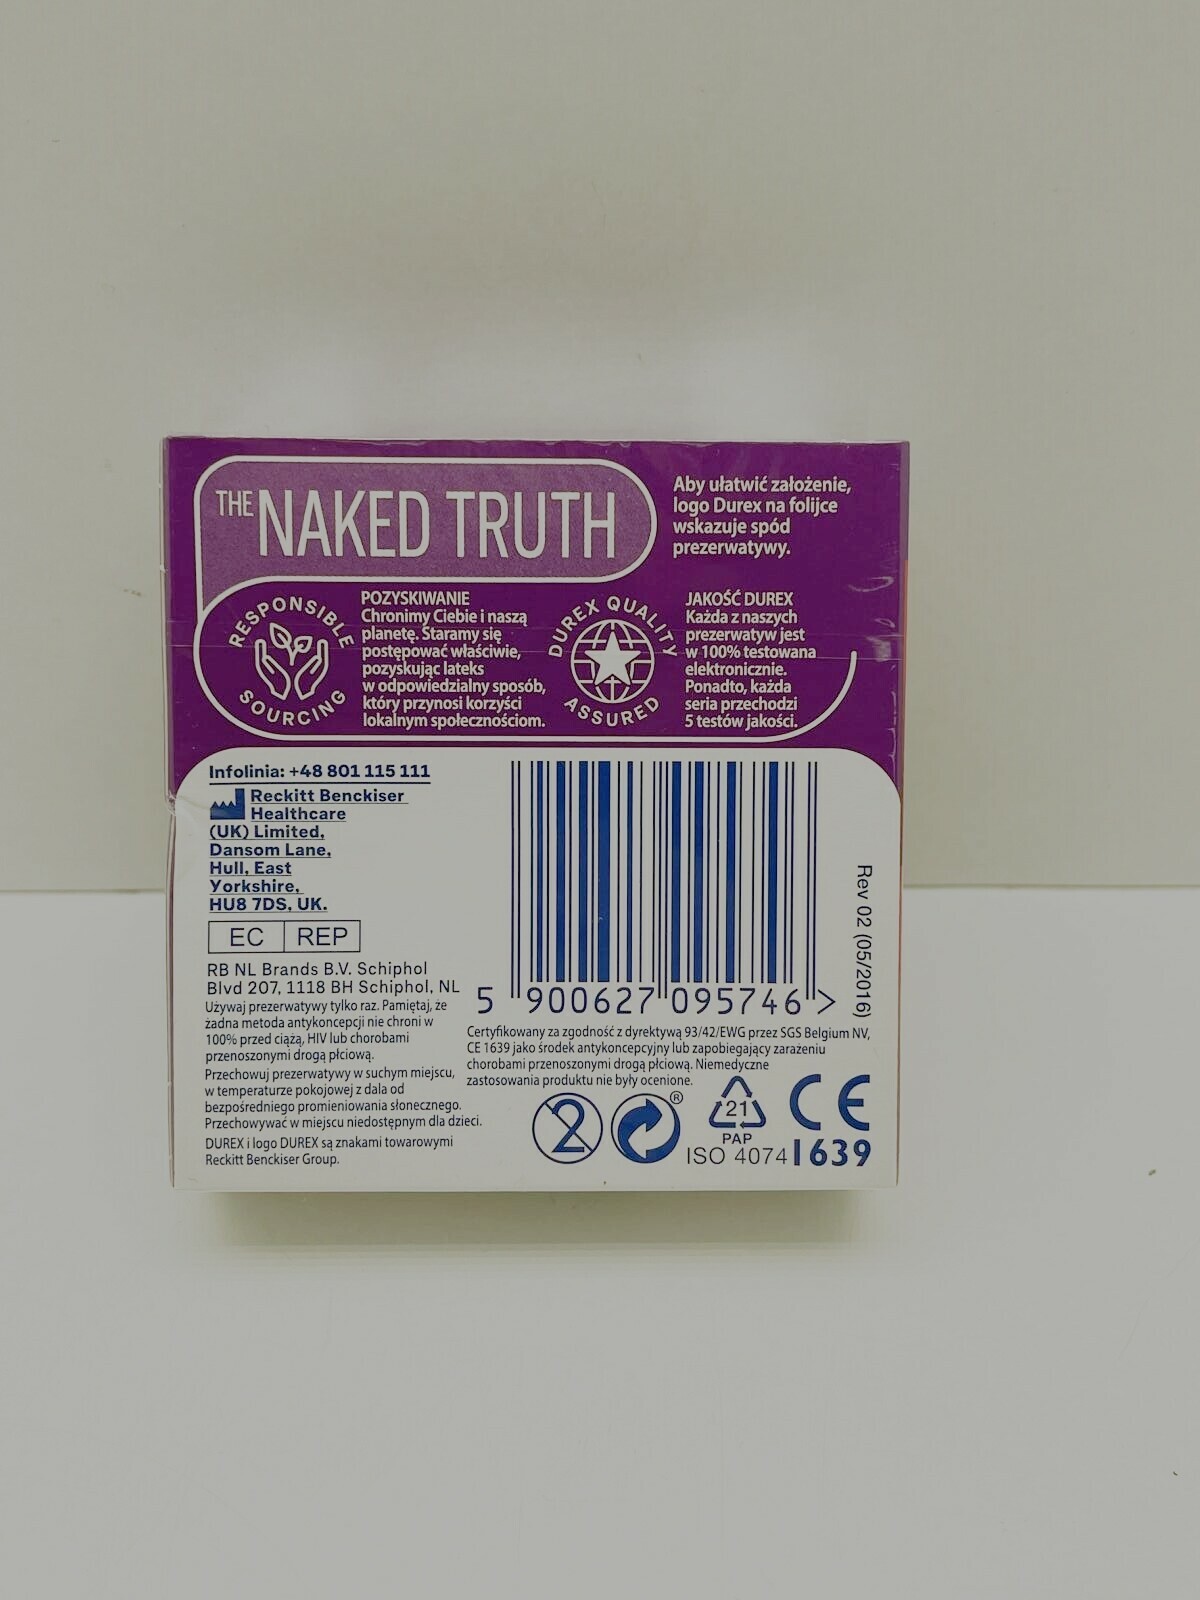 THE NAKED TRUTH
Aby ułatwić założenie,
logo Durex na folijce
wskazuje spód
prezerwatywy.
RESPONSIBLE
SOURCING
POZYSKIWANIE
Chronimy Ciebie i naszą
planetę. Staramy się
postępować właściwie,
pozyskując lateks
w odpowiedzialny sposób,
który przynosi korzyści
lokalnym społecznościom.
DUREX QUALITY
ASSURED
JAKOŚĆ DUREX
Każda z naszych
prezerwatyw jest
w 100% testowana
elektronicznie.
Ponadto, każda
seria przechodzi
5 testów jakości.
Infolinia: +48 801 115 111
Reckitt Benckiser
Healthcare
(UK) Limited,
Dansom Lane,
Hull, East
Yorkshire,
HU8 7DS, UK.
EC REP
RB NL Brands B.V. Schiphol
Blvd 207, 1118 BH Schiphol, NL
Używaj prezerwatywy tylko raz. Pamiętaj, że
żadna metoda antykoncepcji nie chroni w
100% przed ciążą, HIV lub chorobami
przenoszonymi drogą płciową.
Przechowuj prezerwatywy w suchym miejscu,
w temperaturze pokojowej z dala od
bezpośredniego promieniowania słonecznego.
Przechowywać w miejscu niedostępnym dla dzieci.
DUREX i logo DUREX są znakami towarowymi
Reckitt Benckiser Group.
5 900627 095746 >
Rev 02 (05/2016)
Certyfikowany za zgodność z dyrektywą 93/42/EWG przez SGS Belgium NV,
CE 1639 jako środek antykoncepcyjny lub zapobiegający zarażeniu
chorobami przenoszonymi drogą płciową. Niemedyczne
zastosowania produktu nie były ocenione.
2
®
21
PAP
ISO 4074
CE
1639